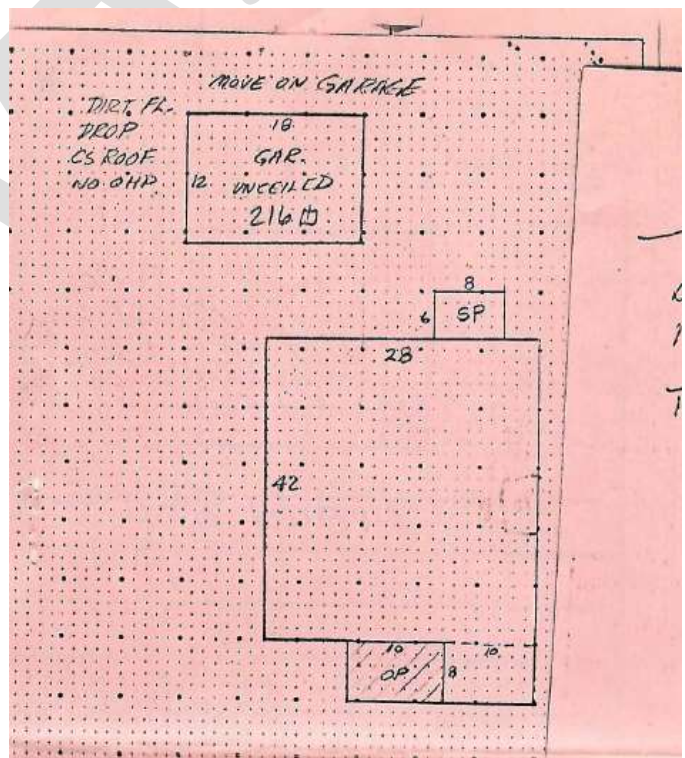 MOVE ON GARAGE
DIRT FL.
DROP
CS ROOF
NO OHD
18
12
GAR.
UNCEILED
216
8
6
SP
28
42
10
OP
8
10